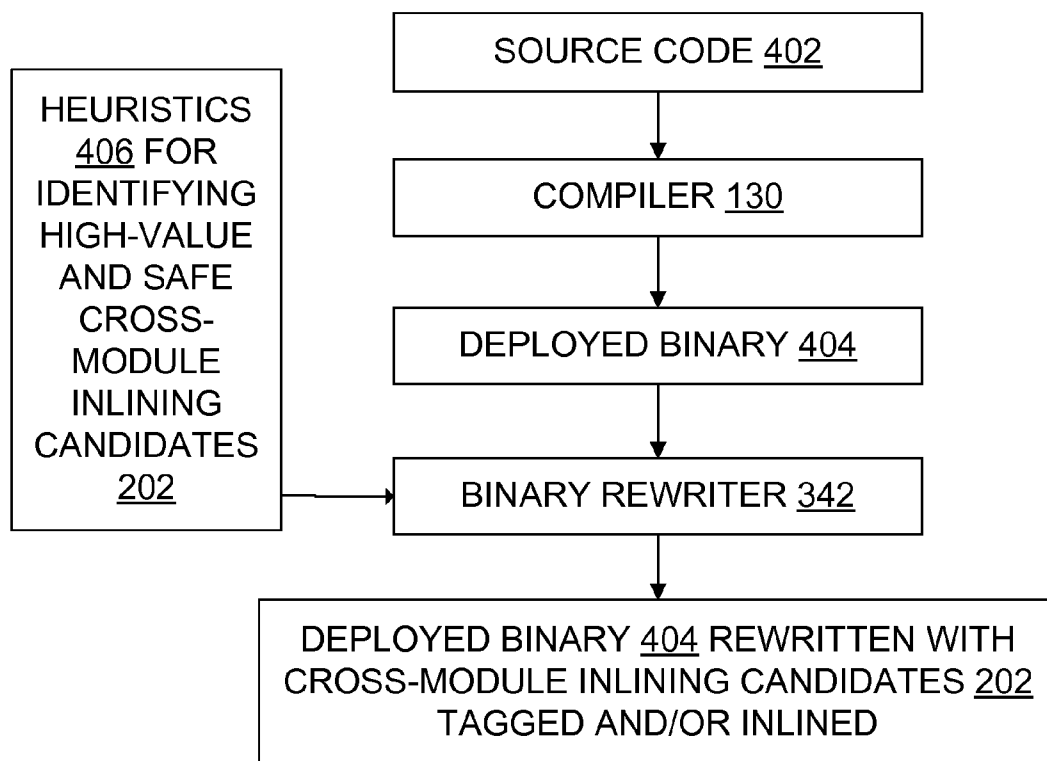 SOURCE CODE 402
HEURISTICS
406 FOR
IDENTIFYING
HIGH-VALUE
AND SAFE
CROSS-
MODULE
INLINING
CANDIDATES
202
COMPILER 130
DEPLOYED BINARY 404
BINARY REWRITER 342
DEPLOYED BINARY 404 REWRITTEN WITH
CROSS-MODULE INLINING CANDIDATES 202
TAGGED AND/OR INLINED